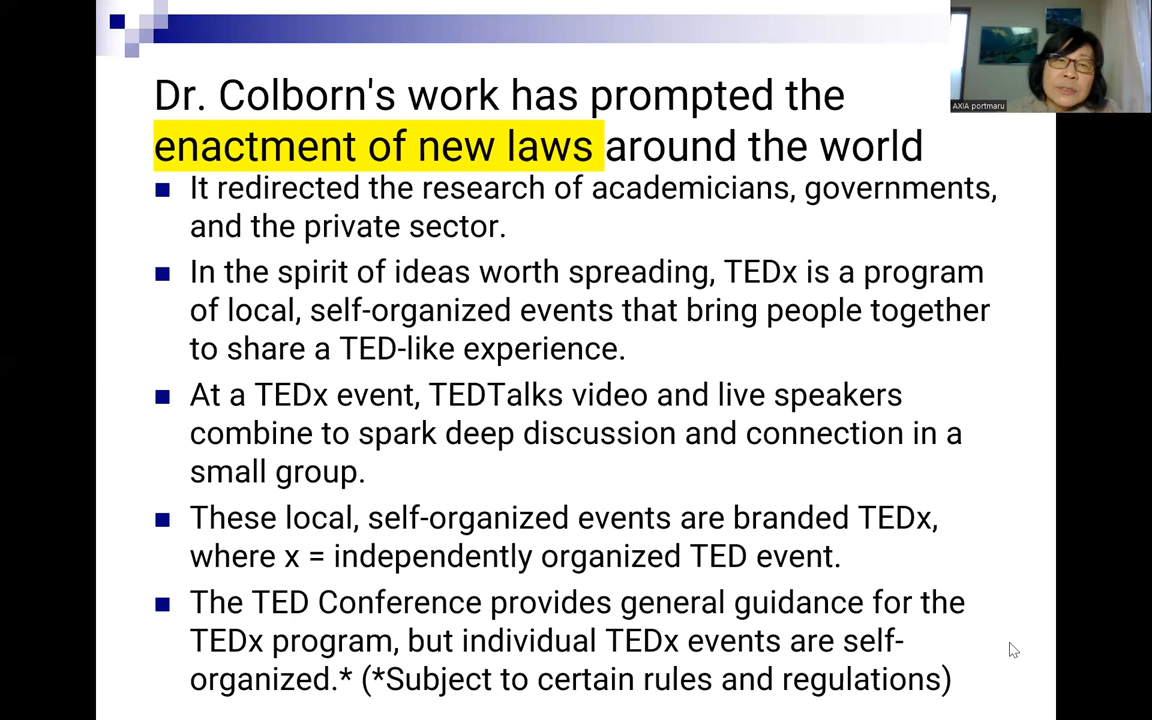 Dr. Colborn's work has prompted the
enactment of new laws around the world
It redirected the research of academicians, governments,
and the private sector.
In the spirit of ideas worth spreading, TEDx is a program
of local, self-organized events that bring people together
to share a TED-like experience.
At a TEDx event, TEDTalks video and live speakers
combine to spark deep discussion and connection in a
small group.
These local, self-organized events are branded TEDx,
where x = independently organized TED event.
The TED Conference provides general guidance for the
TEDx program, but individual TEDx events are self-
organized.* (*Subject to certain rules and regulations)
AXIA portmaru